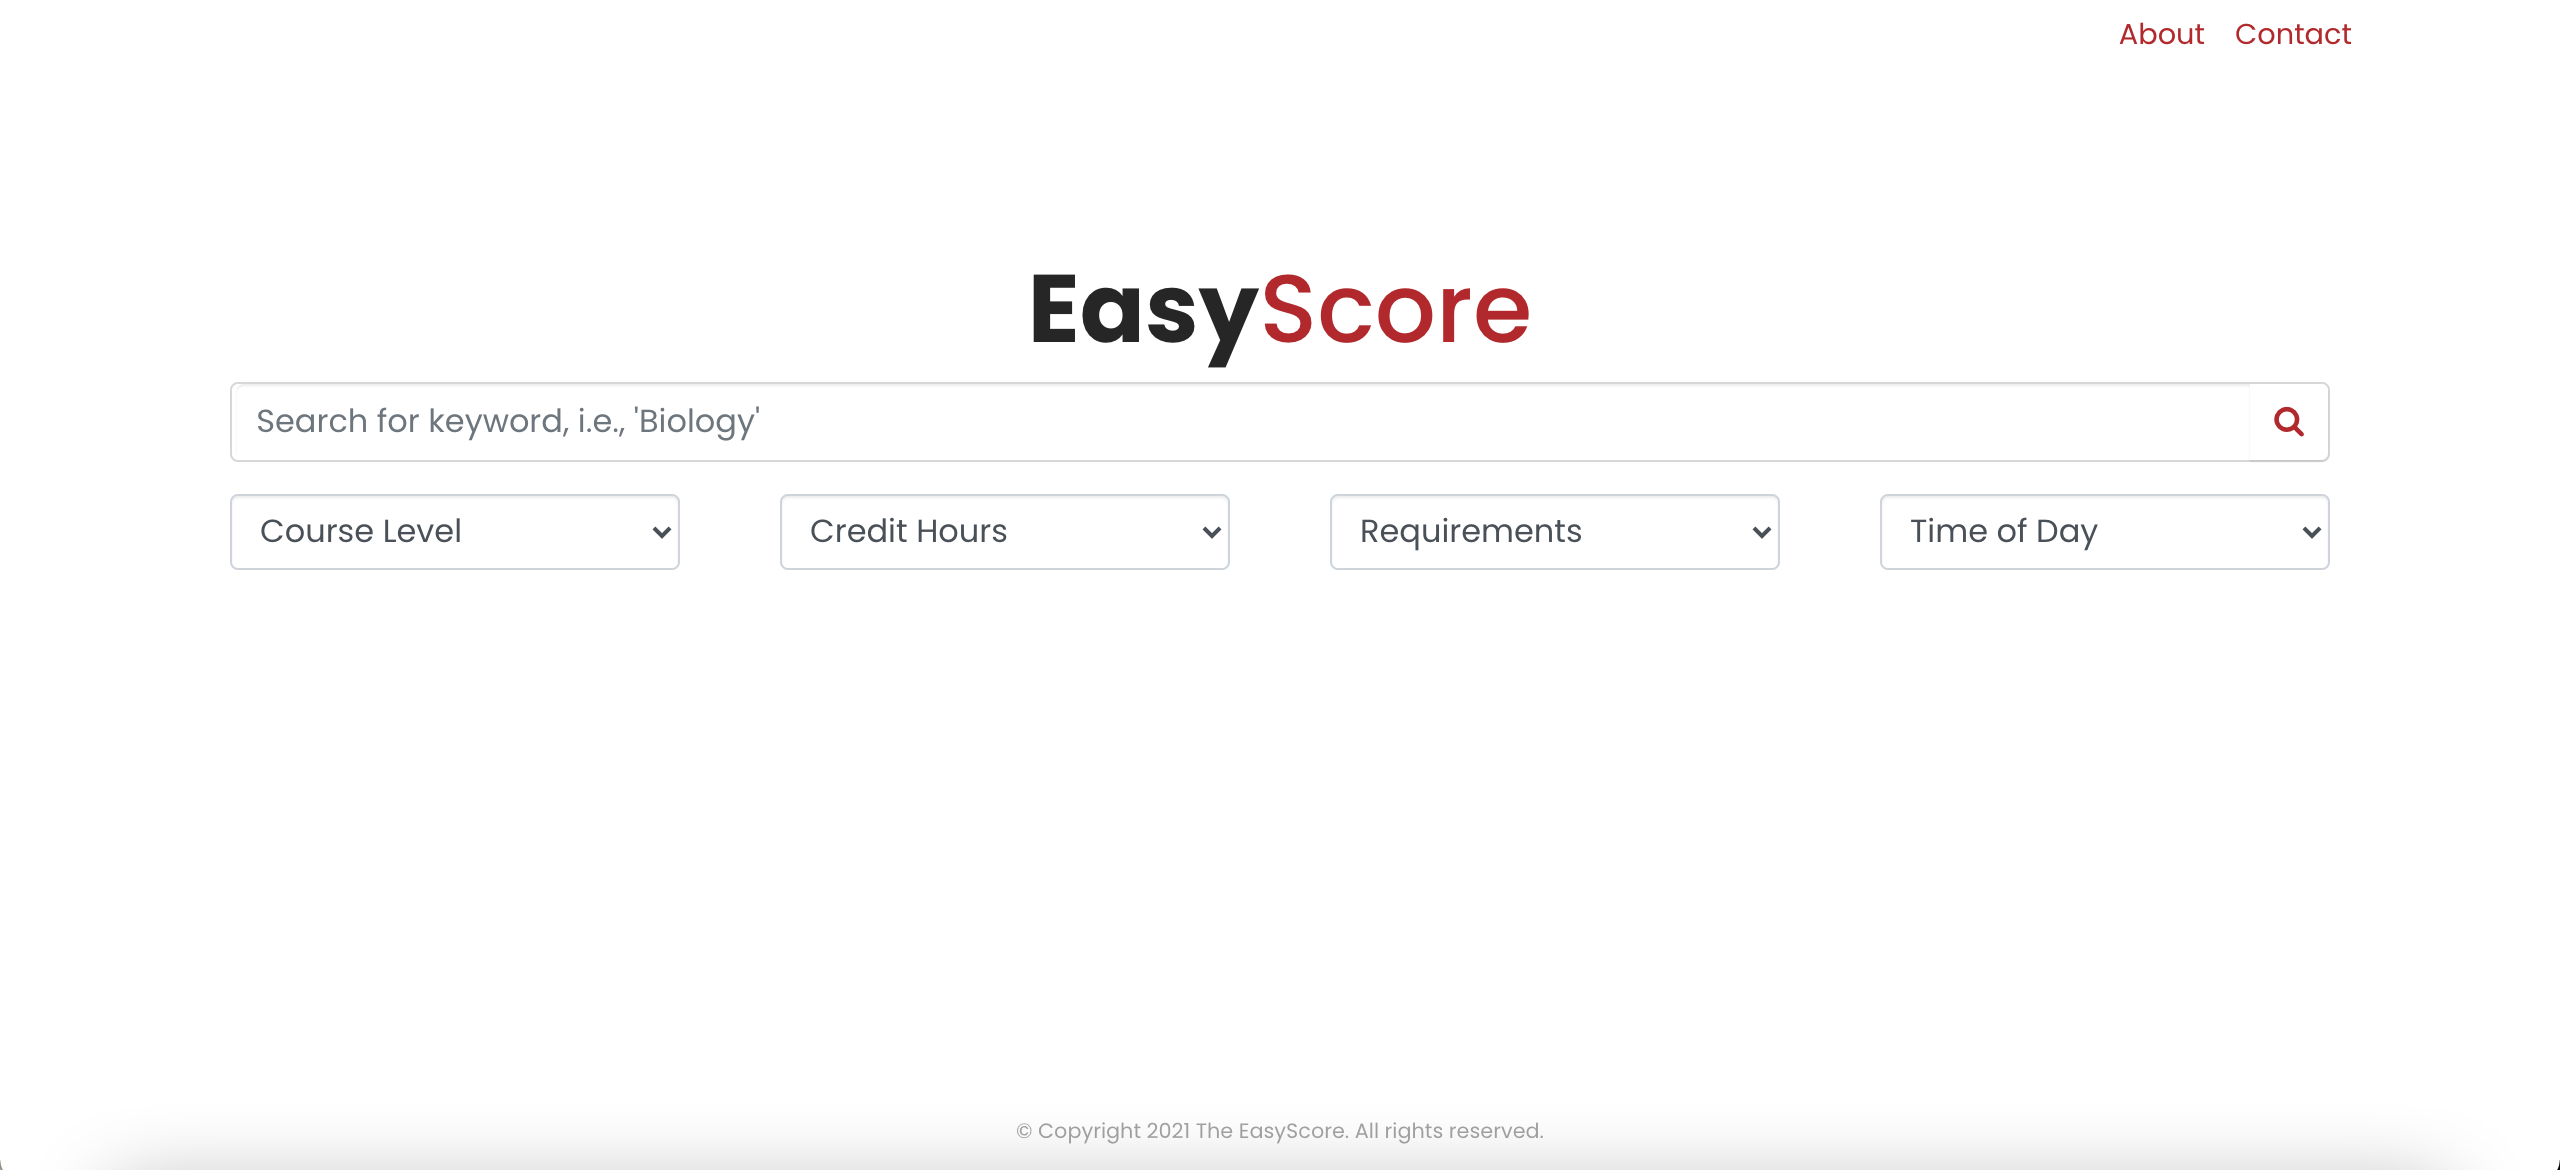 About Contact
EasyScore
Search for keyword, i.e., 'Biology'
Course Level Credit Hours Requirements Time of Day
© Copyright 2021 The EasyScore. All rights reserved.